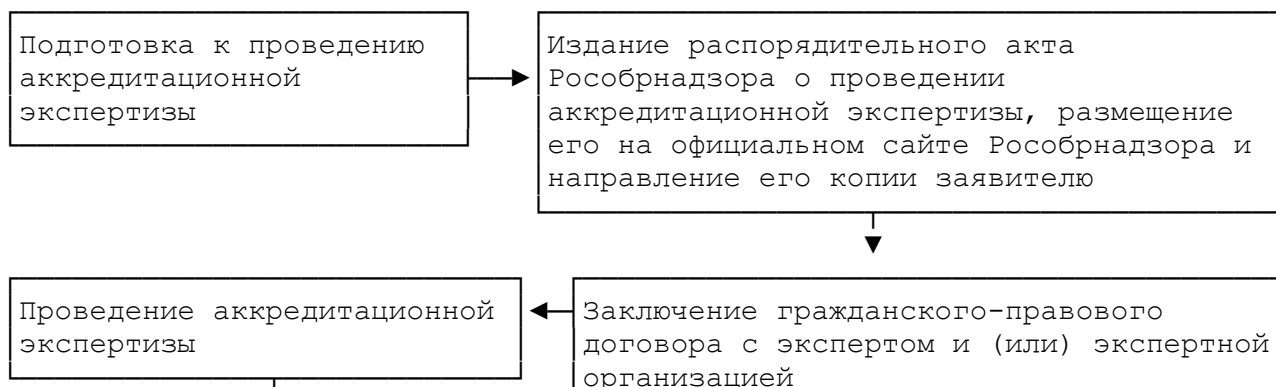 Подготовка к проведению
аккредитационной
экспертизы
Издание распорядительного акта
Рособрнадзора о проведении
аккредитационной экспертизы, размещение
его на официальном сайте Рособрнадзора и
направление его копии заявителю
Проведение аккредитационной
экспертизы
Заключение гражданского-правового
договора с экспертом и (или) экспертной
организацией